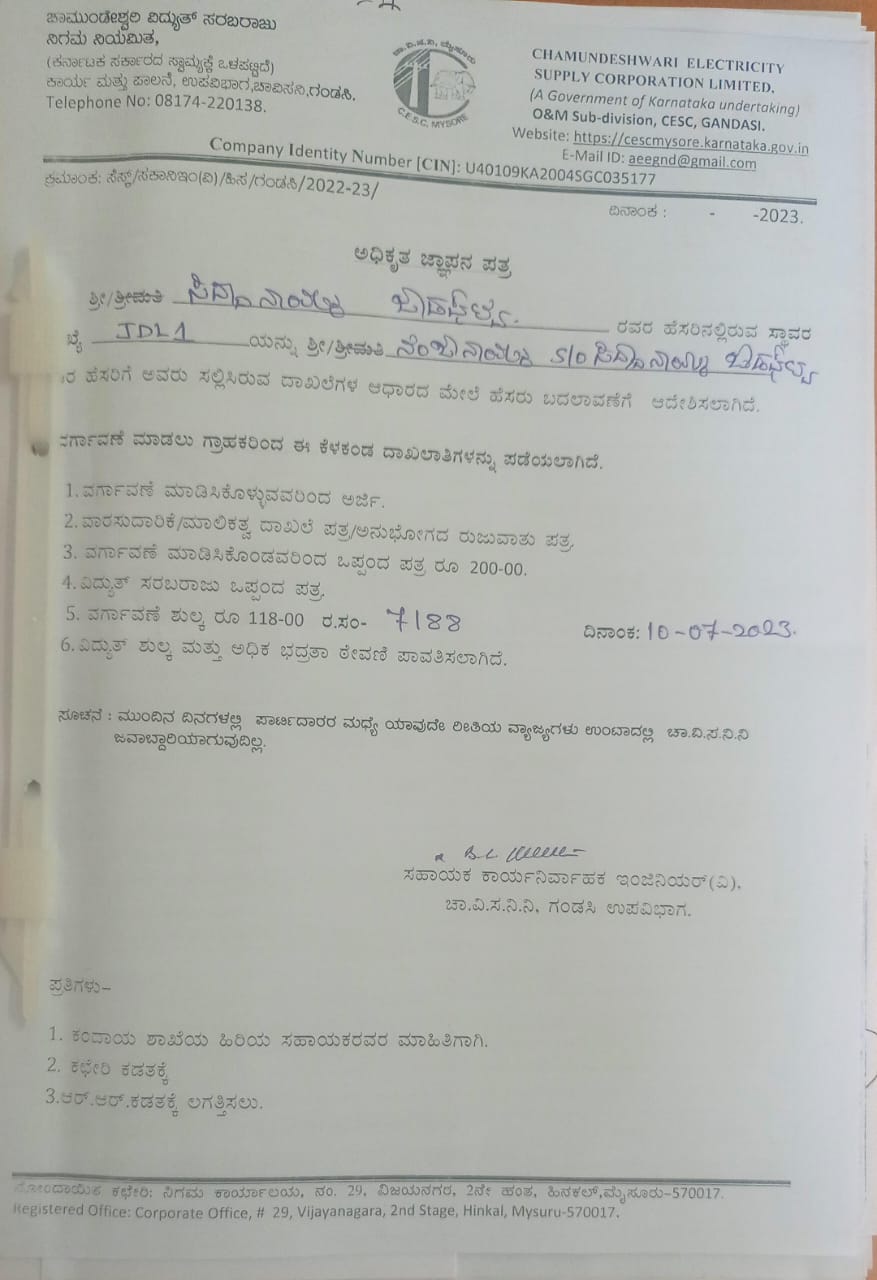 ಚಾಮುಂಡೇಶ್ವರಿ ವಿದ್ಯುತ್ ಸರಬರಾಜು
ನಿಗಮ ನಿಯಮಿತ,
(ಕರ್ನಾಟಕ ಸರ್ಕಾರದ ಸ್ವಾಮ್ಯಕ್ಕೆ ಒಳಪಟ್ಟಿದೆ)
ಕಾರ್ಯ ಮತ್ತು ಪಾಲನೆ, ಉಪವಿಭಾಗ,ಚಾವಿಸನಿ,ಗಂಡಸಿ.
Telephone No: 08174-220138.
ಚಾ.ವಿ.ಸ.ನಿ, ಮೈಸೂರು
C.E.S.C. MYSORE
CHAMUNDESHWARI ELECTRICITY
SUPPLY CORPORATION LIMITED,
(A Government of Karnataka undertaking)
O&M Sub-division, CESC, GANDASI.
Website: https://cescmysore.karnataka.gov.in
E-Mail ID: aeegnd@gmail.com
Company Identity Number [CIN]: U40109KA2004SGC035177
ಕ್ರಮಾಂಕ: ಸೆಸ್ಕ್/ಸಕಾನಿಇಂ(ವಿ)/ಹಿಸ/ಗಂಡಸಿ/2022-23/
ದಿನಾಂಕ : - -2023.
ಅಧಿಕೃತ ಜ್ಞಾಪನ ಪತ್ರ
ಶ್ರೀ/ಶ್ರೀಮತಿ ಸಿದ್ದಾನಾಯ್ಕ ರವರ ಹೆಸರಿನಲ್ಲಿರುವ ಸ್ಥಾವರ
JDL1 ಯನ್ನು ಶ್ರೀ/ಶ್ರೀಮತಿ ನಂಜಾನಾಯ್ಕ S/O ಸಿದ್ದಾನಾಯ್ಕ
ರ ಹೆಸರಿಗೆ ಅವರು ಸಲ್ಲಿಸಿರುವ ದಾಖಲೆಗಳ ಆಧಾರದ ಮೇಲೆ ಹೆಸರು ಬದಲಾವಣೆಗೆ ಆದೇಶಿಸಲಾಗಿದೆ.
ವರ್ಗಾವಣೆ ಮಾಡಲು ಗ್ರಾಹಕರಿಂದ ಈ ಕೆಳಕಂಡ ದಾಖಲಾತಿಗಳನ್ನು ಪಡೆಯಲಾಗಿದೆ.
1. ವರ್ಗಾವಣೆ ಮಾಡಿಸಿಕೊಳ್ಳುವವರಿಂದ ಅರ್ಜಿ.
2. ವಾರಸುದಾರಿಕೆ/ಮಾಲಿಕತ್ವ ದಾಖಲೆ ಪತ್ರ/ಅನುಭೋಗದ ರುಜುವಾತು ಪತ್ರ.
3. ವರ್ಗಾವಣೆ ಮಾಡಿಸಿಕೊಂಡವರಿಂದ ಒಪ್ಪಂದ ಪತ್ರ ರೂ 200-00.
4. ವಿದ್ಯುತ್ ಸರಬರಾಜು ಒಪ್ಪಂದ ಪತ್ರ.
5. ವರ್ಗಾವಣೆ ಶುಲ್ಕ ರೂ 118-00 ರ.ಸಂ- 7188 ದಿನಾಂಕ: 10-07-2023.
6. ವಿದ್ಯುತ್ ಶುಲ್ಕ ಮತ್ತು ಅಧಿಕ ಭದ್ರತಾ ಠೇವಣಿ ಪಾವತಿಸಲಾಗಿದೆ.
ಸೂಚನೆ : ಮುಂದಿನ ದಿನಗಳಲ್ಲಿ ಪಾರ್ಟಿದಾರರ ಮಧ್ಯೆ ಯಾವುದೇ ರೀತಿಯ ವ್ಯಾಜ್ಯಗಳು ಉಂಟಾದಲ್ಲಿ ಚಾ.ವಿ.ಸ.ನಿ.ನಿ
ಜವಾಬ್ದಾರಿಯಾಗುವುದಿಲ್ಲ.
ಸಹಾಯಕ ಕಾರ್ಯನಿರ್ವಾಹಕ ಇಂಜಿನಿಯರ್(ವಿ),
ಚಾ.ವಿ.ಸ.ನಿ.ನಿ, ಗಂಡಸಿ ಉಪವಿಭಾಗ.
ಪ್ರತಿಗಳು–
1. ಕಂದಾಯ ಶಾಖೆಯ ಹಿರಿಯ ಸಹಾಯಕರವರ ಮಾಹಿತಿಗಾಗಿ.
2. ಕಛೇರಿ ಕಡತಕ್ಕೆ
3.ಆರ್.ಆರ್.ಕಡತಕ್ಕೆ ಲಗತ್ತಿಸಲು.
ನೋಂದಾಯಿತ ಕಛೇರಿ: ನಿಗಮ ಕಾರ್ಯಾಲಯ, ನಂ. 29, ವಿಜಯನಗರ, 2ನೇ ಹಂತ, ಹಿನಕಲ್,ಮೈಸೂರು–570017.
Registered Office: Corporate Office, # 29, Vijayanagara, 2nd Stage, Hinkal, Mysuru-570017.